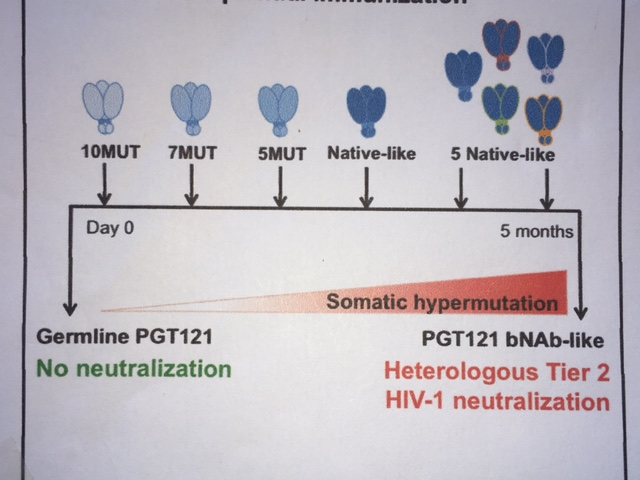 Immunization
10MUT 7MUT 5MUT Native-like 5 Native-like
Day 0 5 months
Somatic hypermutation
Germline PGT121 PGT121 bNAb-like
No neutralization Heterologous Tier 2
HIV-1 neutralization